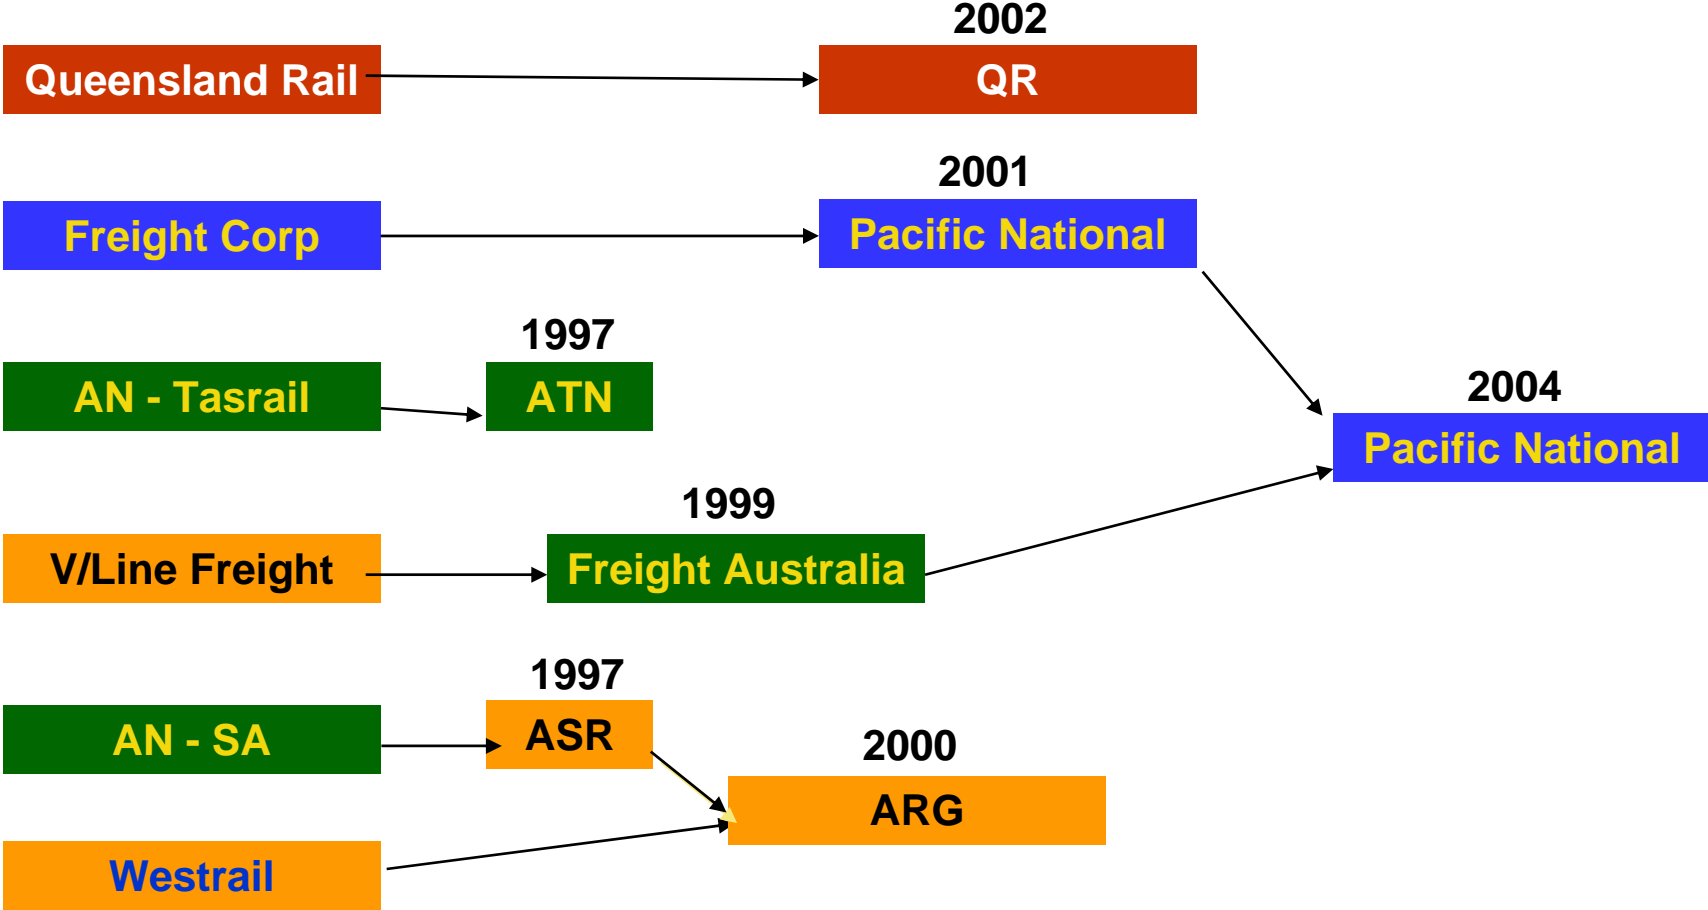 2002
Queensland Rail
QR
2001
Freight Corp
Pacific National
1997
AN - Tasrail
ATN
2004
Pacific National
1999
V/Line Freight
Freight Australia
1997
AN - SA
ASR
2000
ARG
Westrail